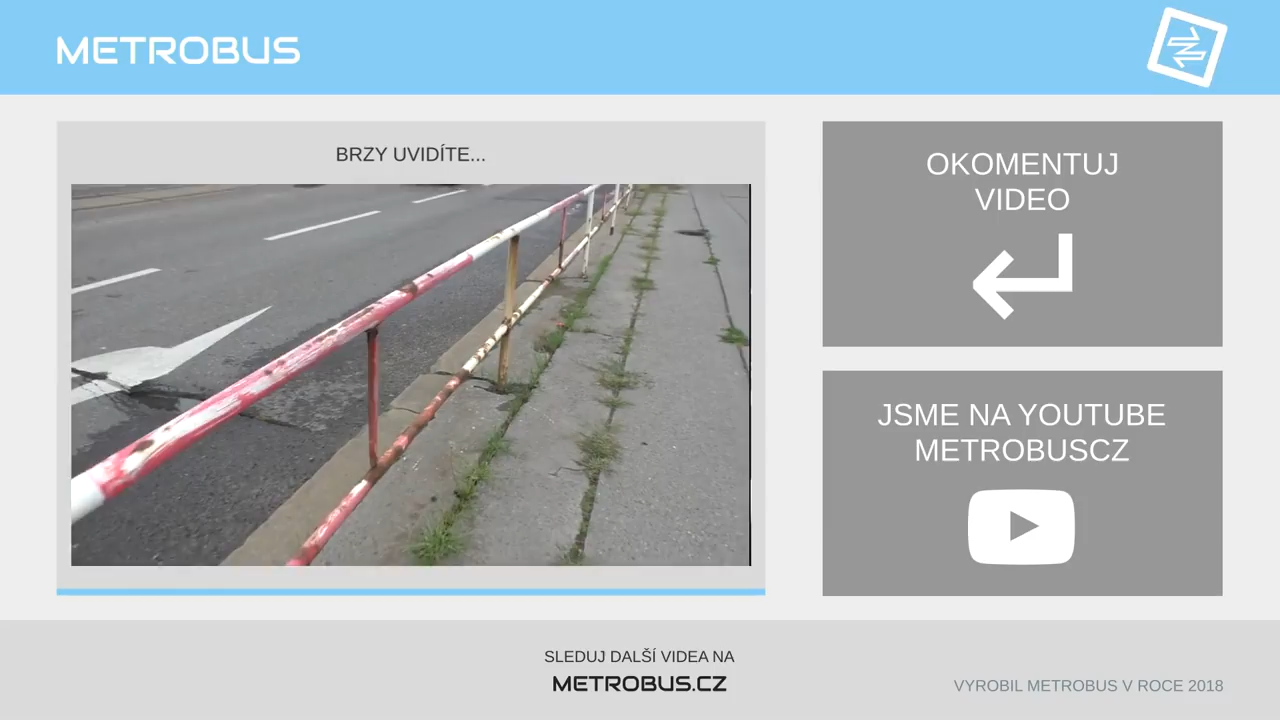 METROBUS
BRZY UVIDÍTE...
OKOMENTUJ
VIDEO
JSME NA YOUTUBE
METROBUSCZ
SLEDUJ DALŠÍ VIDEA NA
METROBUS.CZ
VYROBIL METROBUS V ROCE 2018